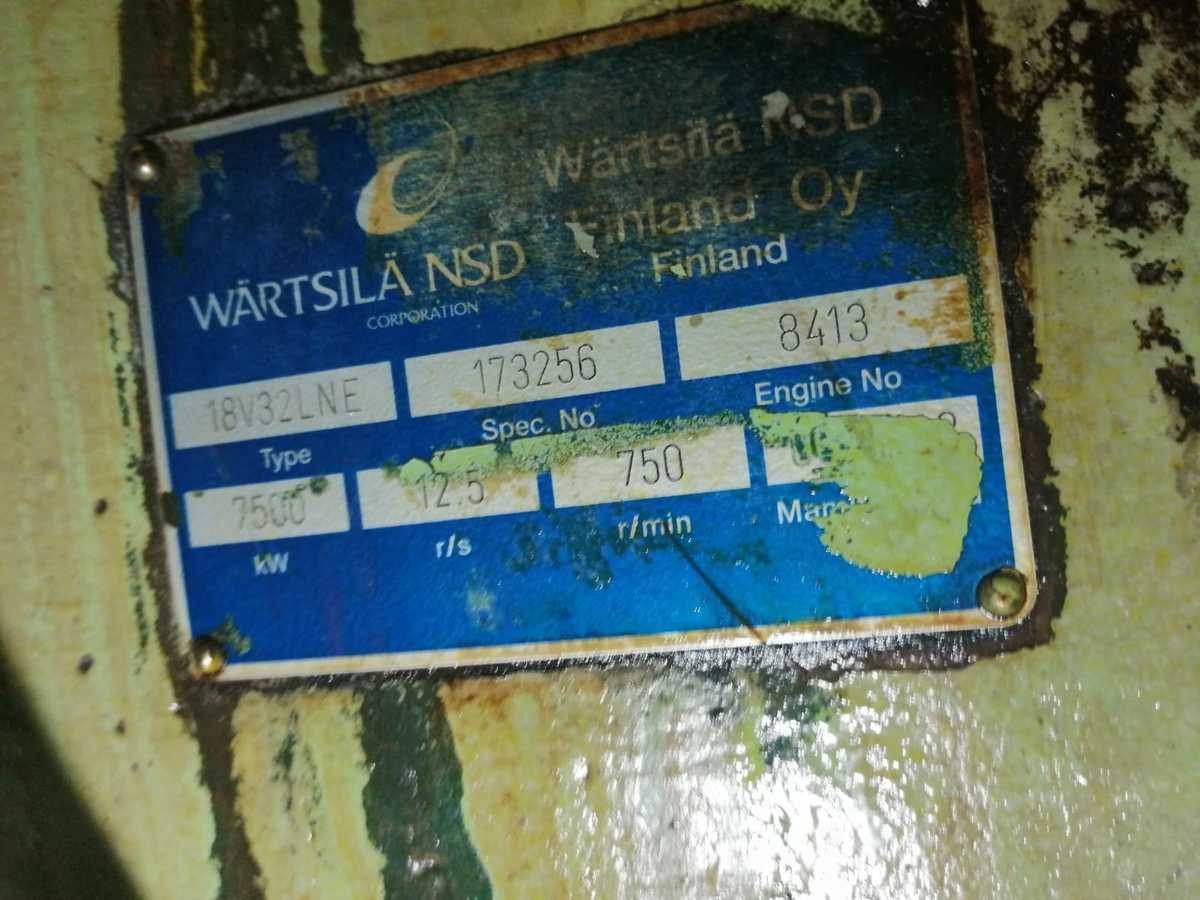 Wärtsilä NSD
Finland Oy
Finland
WÄRTSILÄ NSD
CORPORATION
18V32LNE 173256 8413
Type Spec. No Engine No
7500 12.5 750
kW r/s r/min